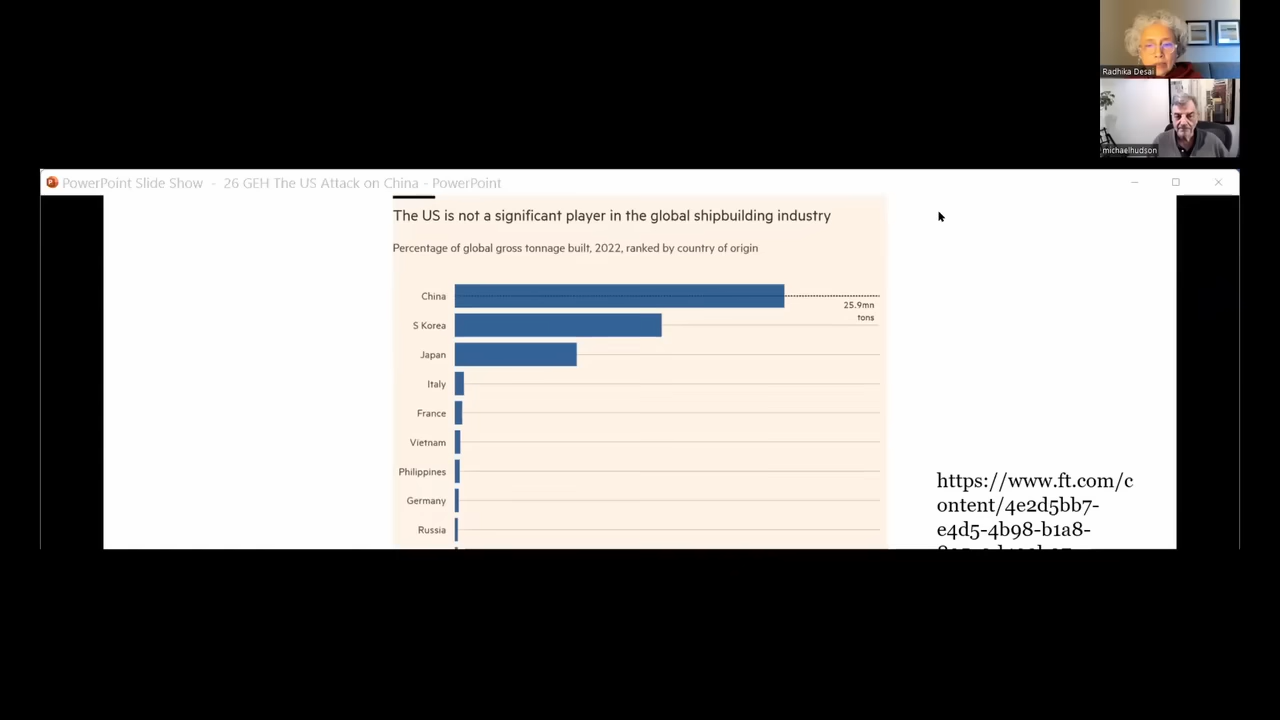 Radhika Desai
michaelhudson
PowerPoint Slide Show - 26 GEH The US Attack on China - PowerPoint
The US is not a significant player in the global shipbuilding industry
Percentage of global gross tonnage built, 2022, ranked by country of origin
China
25.9mn
tons
S Korea
Japan
Italy
France
Vietnam
Philippines
Germany
Russia
https://www.ft.com/c
ontent/4e2d5bb7-
e4d5-4b98-b1a8-